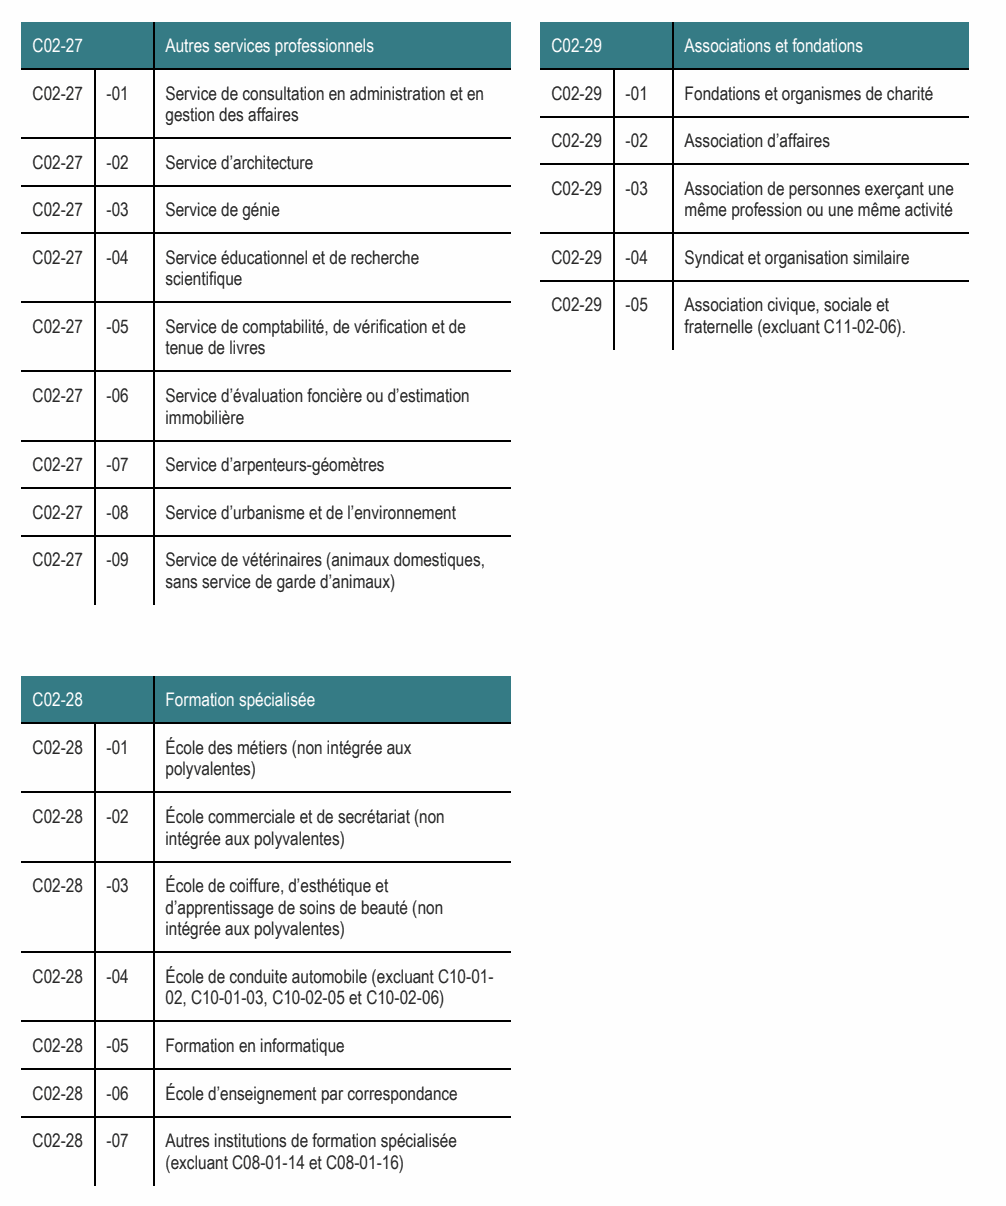 C02-27 Autres services professionnels
C02-27 -01 Service de consultation en administration et en
gestion des affaires
C02-27 -02 Service d’architecture
C02-27 -03 Service de génie
C02-27 -04 Service éducationnel et de recherche
scientifique
C02-27 -05 Service de comptabilité, de vérification et de
tenue de livres
C02-27 -06 Service d’évaluation foncière ou d’estimation
immobilière
C02-27 -07 Service d’arpenteurs-géomètres
C02-27 -08 Service d’urbanisme et de l’environnement
C02-27 -09 Service de vétérinaires (animaux domestiques,
sans service de garde d’animaux)
C02-28 Formation spécialisée
C02-28 -01 École des métiers (non intégrée aux
polyvalentes)
C02-28 -02 École commerciale et de secrétariat (non
intégrée aux polyvalentes)
C02-28 -03 École de coiffure, d’esthétique et
d’apprentissage de soins de beauté (non
intégrée aux polyvalentes)
C02-28 -04 École de conduite automobile (excluant C10-01-
02, C10-01-03, C10-02-05 et C10-02-06)
C02-28 -05 Formation en informatique
C02-28 -06 École d’enseignement par correspondance
C02-28 -07 Autres institutions de formation spécialisée
(excluant C08-01-14 et C08-01-16)
C02-29 Associations et fondations
C02-29 -01 Fondations et organismes de charité
C02-29 -02 Association d’affaires
C02-29 -03 Association de personnes exerçant une
même profession ou une même activité
C02-29 -04 Syndicat et organisation similaire
C02-29 -05 Association civique, sociale et
fraternelle (excluant C11-02-06).